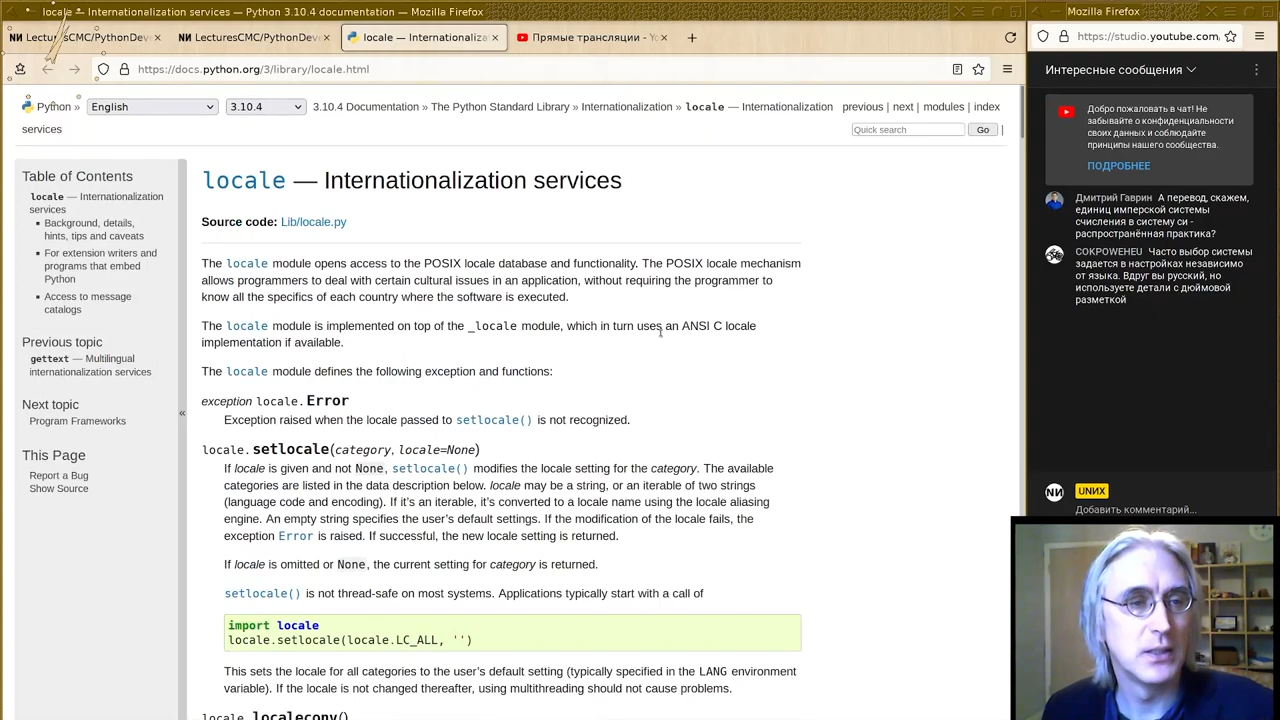 locale — Internationalization services — Python 3.10.4 documentation — Mozilla Firefox
Mozilla Firefox
LecturesCMC/PythonDeve
LecturesCMC/PythonDeve
locale — Internationaliza
Прямые трансляции - Yo
https://docs.python.org/3/library/locale.html
https://studio.youtube.com
Python »
English
3.10.4
3.10.4 Documentation » The Python Standard Library » Internationalization » locale — Internationalization
services
previous | next | modules | index
Quick search
Go
|
Table of Contents
locale — Internationalization
services
Background, details,
hints, tips and caveats
For extension writers and
programs that embed
Python
Access to message
catalogs
Previous topic
gettext — Multilingual
internationalization services
Next topic
Program Frameworks
This Page
Report a Bug
Show Source
«
locale — Internationalization services
Source code: Lib/locale.py
The locale module opens access to the POSIX locale database and functionality. The POSIX locale mechanism
allows programmers to deal with certain cultural issues in an application, without requiring the programmer to
know all the specifics of each country where the software is executed.
The locale module is implemented on top of the _locale module, which in turn uses an ANSI C locale
implementation if available.
The locale module defines the following exception and functions:
exception locale.Error
Exception raised when the locale passed to setlocale() is not recognized.
locale.setlocale(category, locale=None)
If locale is given and not None, setlocale() modifies the locale setting for the category. The available
categories are listed in the data description below. locale may be a string, or an iterable of two strings
(language code and encoding). If it's an iterable, it's converted to a locale name using the locale aliasing
engine. An empty string specifies the user's default settings. If the modification of the locale fails, the
exception Error is raised. If successful, the new locale setting is returned.
If locale is omitted or None, the current setting for category is returned.
setlocale() is not thread-safe on most systems. Applications typically start with a call of
import locale
locale.setlocale(locale.LC_ALL, '')
This sets the locale for all categories to the user's default setting (typically specified in the LANG environment
variable). If the locale is not changed thereafter, using multithreading should not cause problems.
locale.localeconv()
Интересные сообщения
Добро пожаловать в чат! Не
забывайте о конфиденциальности
своих данных и соблюдайте
принципы нашего сообщества.
ПОДРОБНЕЕ
Дмитрий Гаврин А перевод, скажем,
единиц имперской системы
счисления в систему си -
распространённая практика?
COKPOWEHEU Часто выбор системы
задается в настройках независимо
от языка. Вдруг вы русский, но
используете детали с дюймовой
разметкой
UNИX
Добавить комментарий...